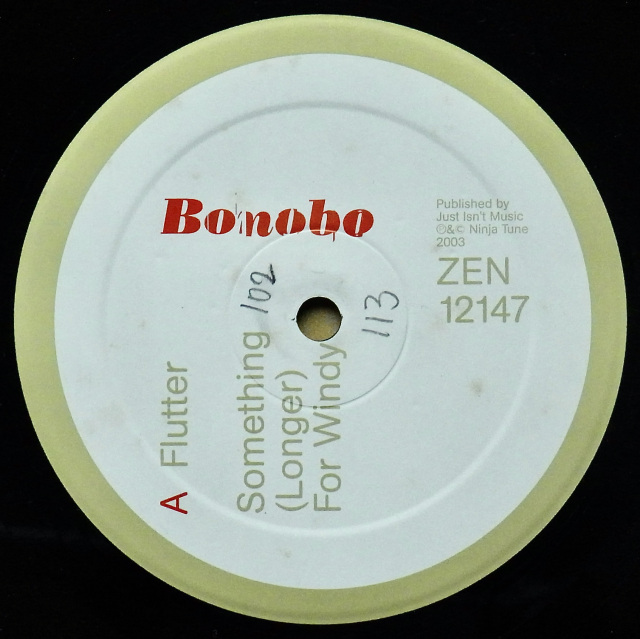 Bonobo
Published by
Just Isn't Music
℗&© Ninja Tune
2003
ZEN
12147
A Flutter
Something 102
(Longer)
For Windy 113